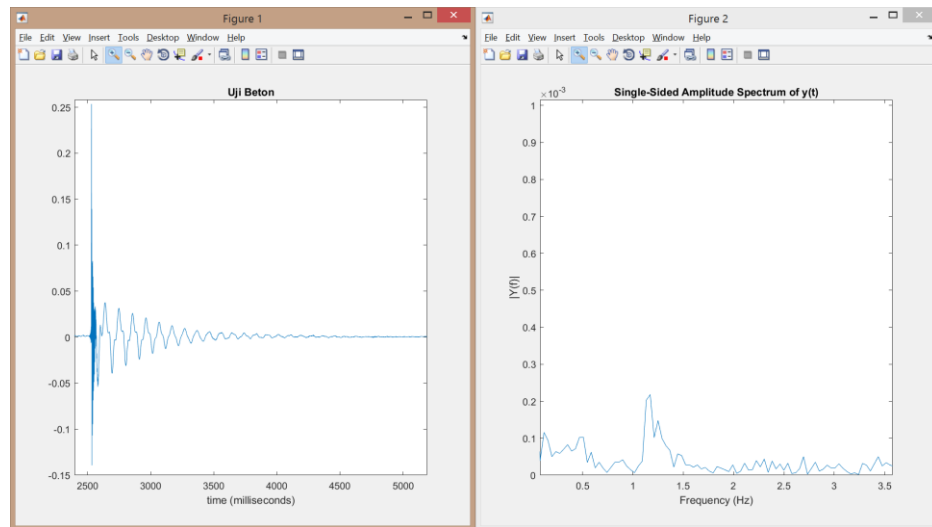 Figure 1
File Edit View Insert Tools Desktop Window Help
Uji Beton
0.25
0.2
0.15
0.1
0.05
0
-0.05
-0.1
-0.15
2500 3000 3500 4000 4500 5000
time (milliseconds)
Figure 2
File Edit View Insert Tools Desktop Window Help
×10^-3
Single-Sided Amplitude Spectrum of y(t)
1
0.9
0.8
0.7
0.6
0.5
0.4
0.3
0.2
0.1
0
|Y(f)|
0.5 1 1.5 2 2.5 3 3.5
Frequency (Hz)